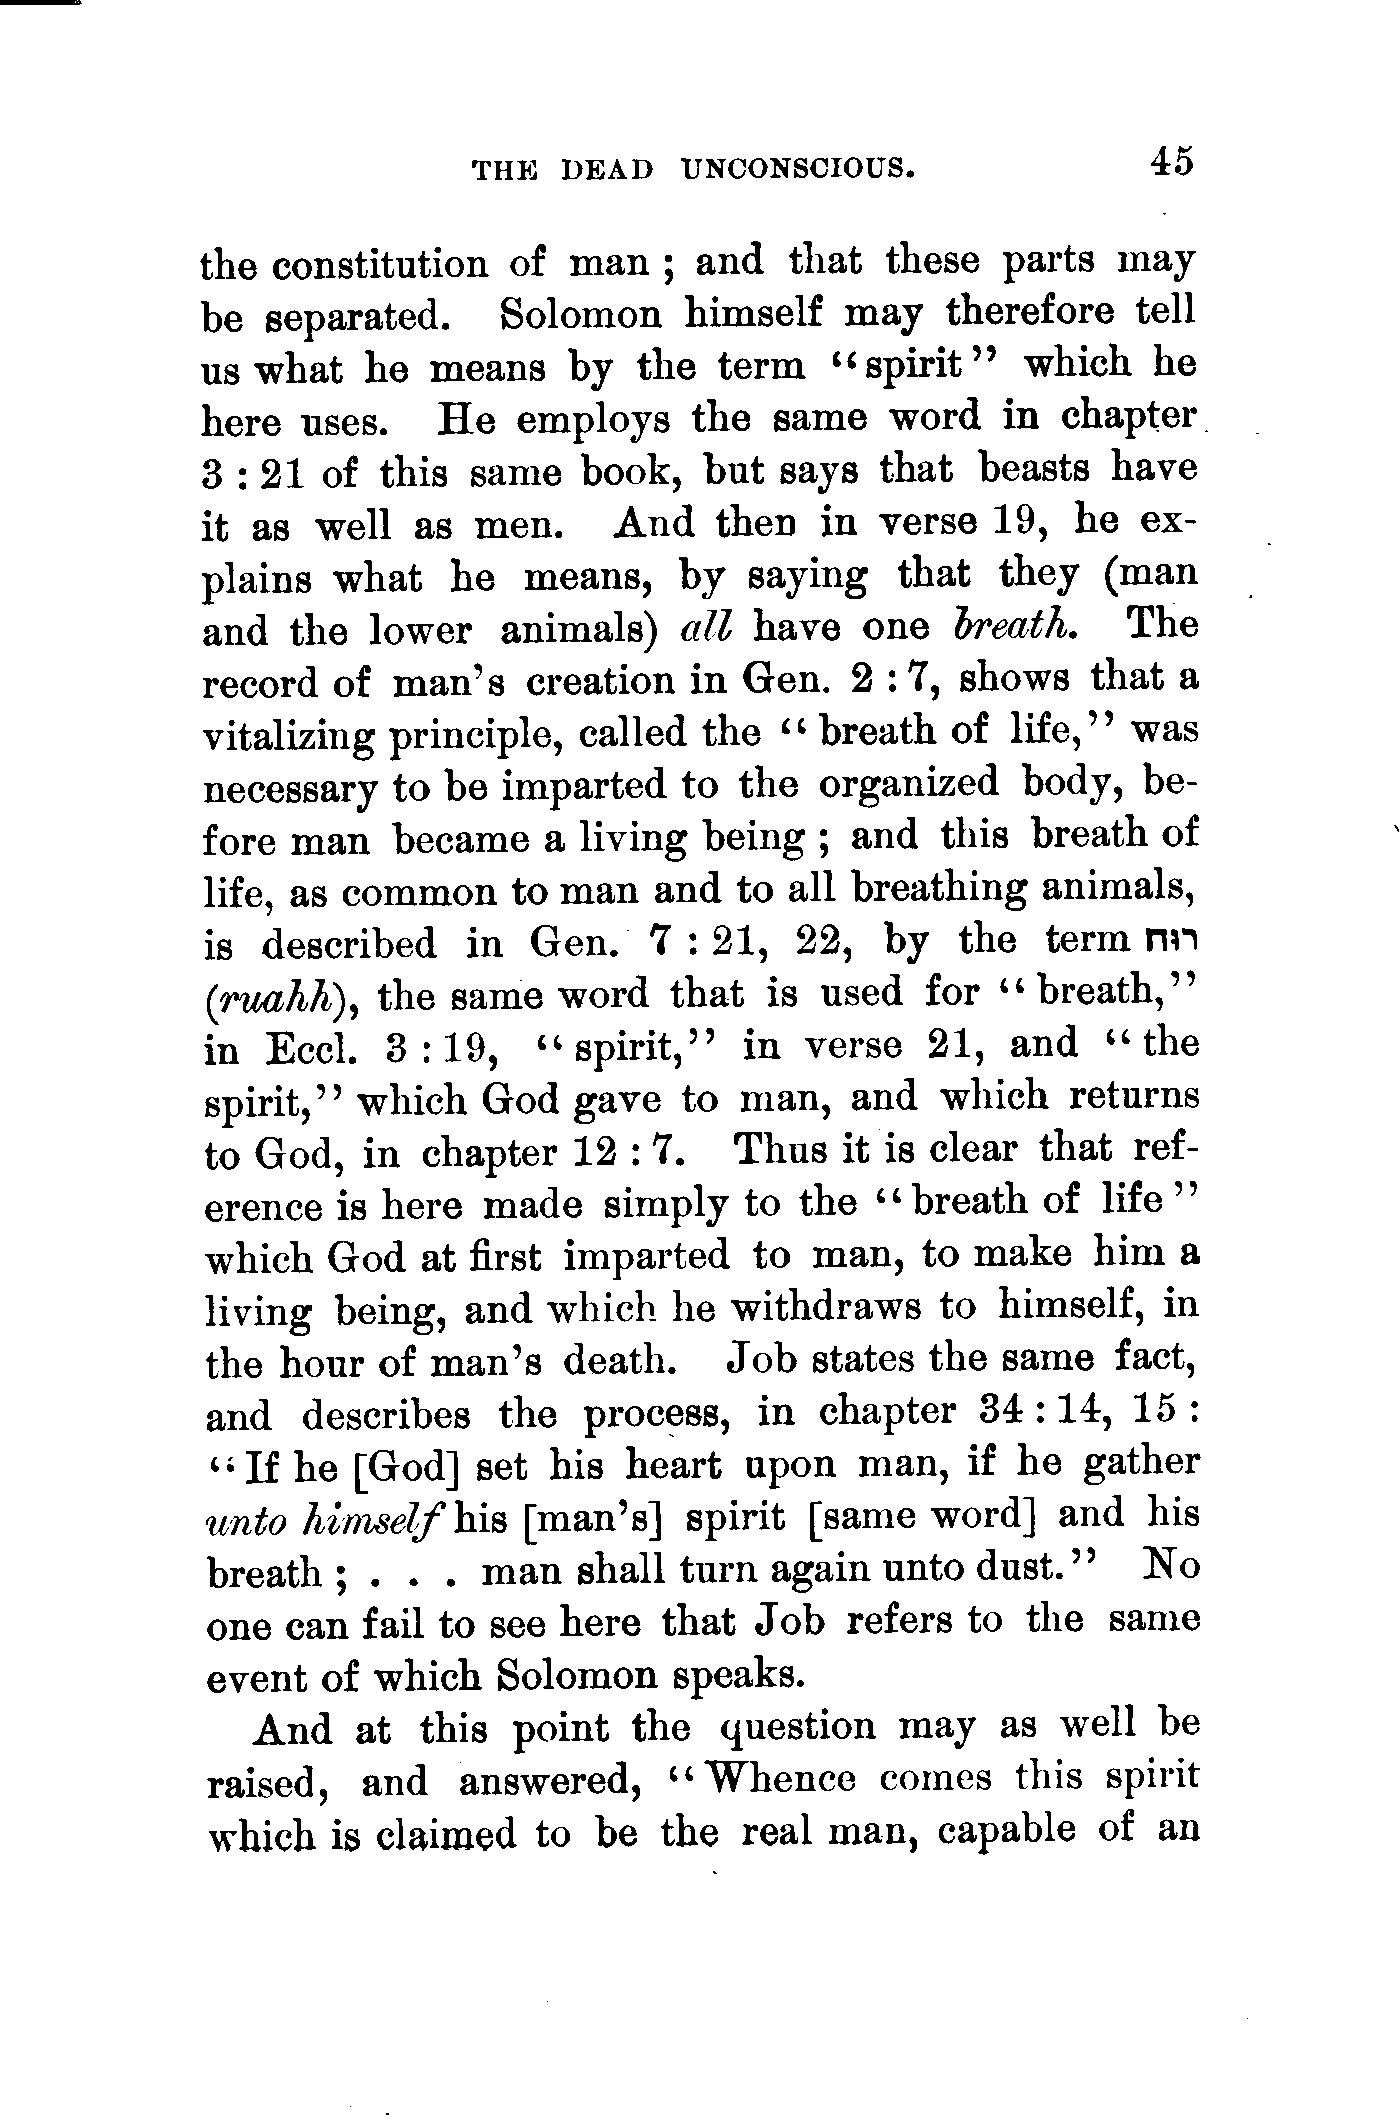 THE DEAD UNCONSCIOUS. 45
the constitution of man ; and that these parts may
be separated. Solomon himself may therefore tell
us what he means by the term “spirit” which he
here uses. He employs the same word in chapter
3 : 21 of this same book, but says that beasts have
it as well as men. And then in verse 19, he ex-
plains what he means, by saying that they (man
and the lower animals) all have one breath. The
record of man’s creation in Gen. 2 : 7, shows that a
vitalizing principle, called the “breath of life,” was
necessary to be imparted to the organized body, be-
fore man became a living being ; and this breath of
life, as common to man and to all breathing animals,
is described in Gen. 7 : 21, 22, by the term רוח
(ruahh), the same word that is used for “breath,”
in Eccl. 3 : 19, “spirit,” in verse 21, and “the
spirit,” which God gave to man, and which returns
to God, in chapter 12 : 7. Thus it is clear that ref-
erence is here made simply to the “breath of life”
which God at first imparted to man, to make him a
living being, and which he withdraws to himself, in
the hour of man’s death. Job states the same fact,
and describes the process, in chapter 34 : 14, 15 :
“If he [God] set his heart upon man, if he gather
unto himself his [man’s] spirit [same word] and his
breath ; . . . man shall turn again unto dust.” No
one can fail to see here that Job refers to the same
event of which Solomon speaks.
And at this point the question may as well be
raised, and answered, “Whence comes this spirit
which is claimed to be the real man, capable of an